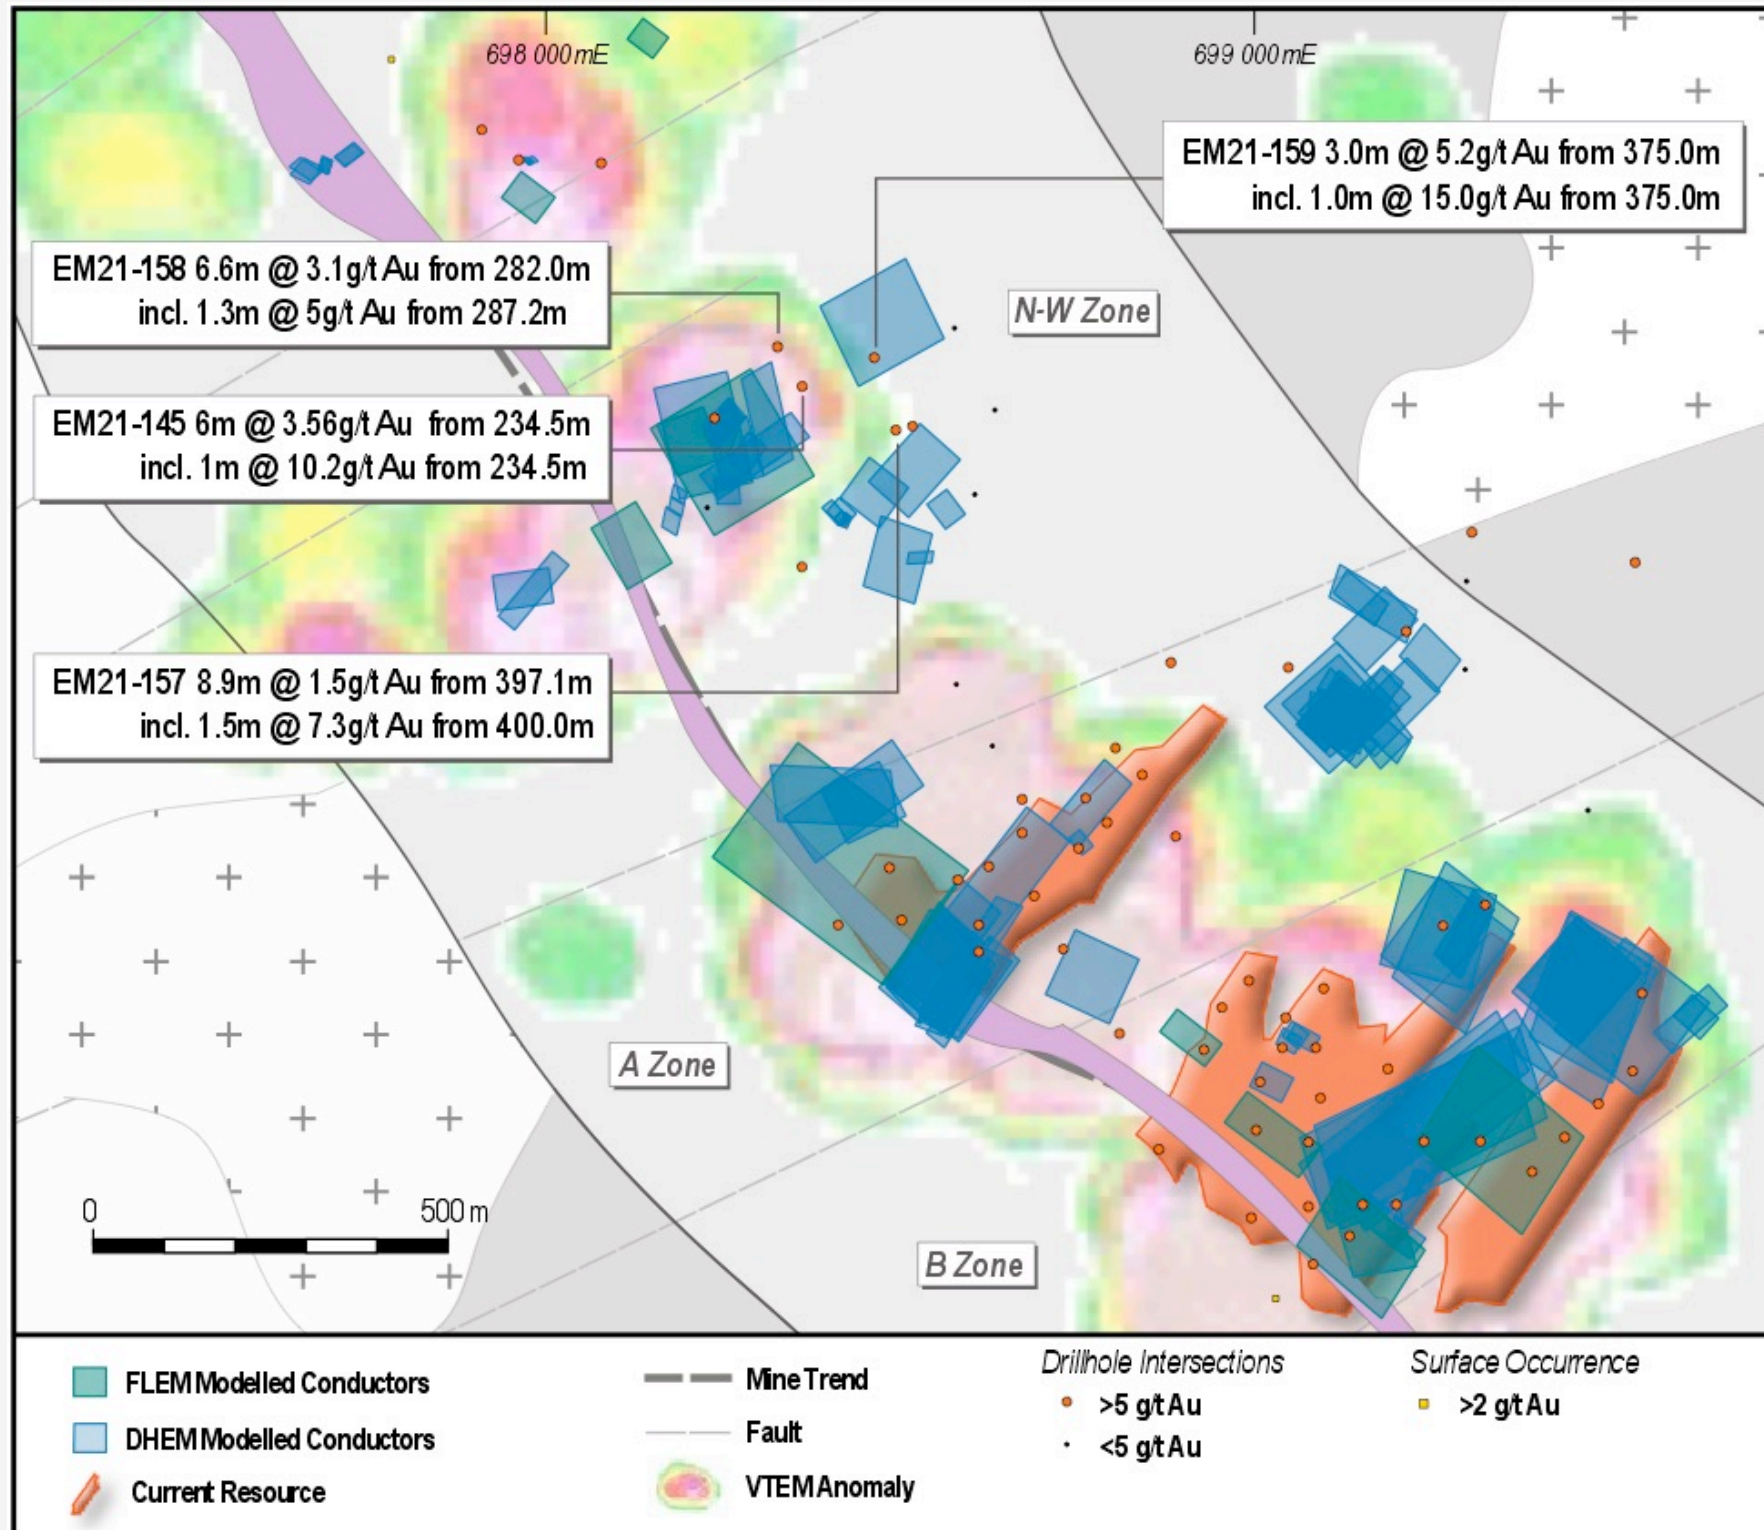 698 000mE
699 000mE
EM21-159 3.0m @ 5.2g/t Au from 375.0m
incl. 1.0m @ 15.0g/t Au from 375.0m
EM21-158 6.6m @ 3.1g/t Au from 282.0m
incl. 1.3m @ 5g/t Au from 287.2m
N-W Zone
EM21-145 6m @ 3.56g/t Au from 234.5m
incl. 1m @ 10.2g/t Au from 234.5m
EM21-157 8.9m @ 1.5g/t Au from 397.1m
incl. 1.5m @ 7.3g/t Au from 400.0m
A Zone
B Zone
0 500 m
FLEM Modelled Conductors
DHEM Modelled Conductors
Current Resource
Mine Trend
Fault
VTEM Anomaly
Drillhole Intersections
>5 g/t Au
<5 g/t Au
Surface Occurrence
>2 g/t Au